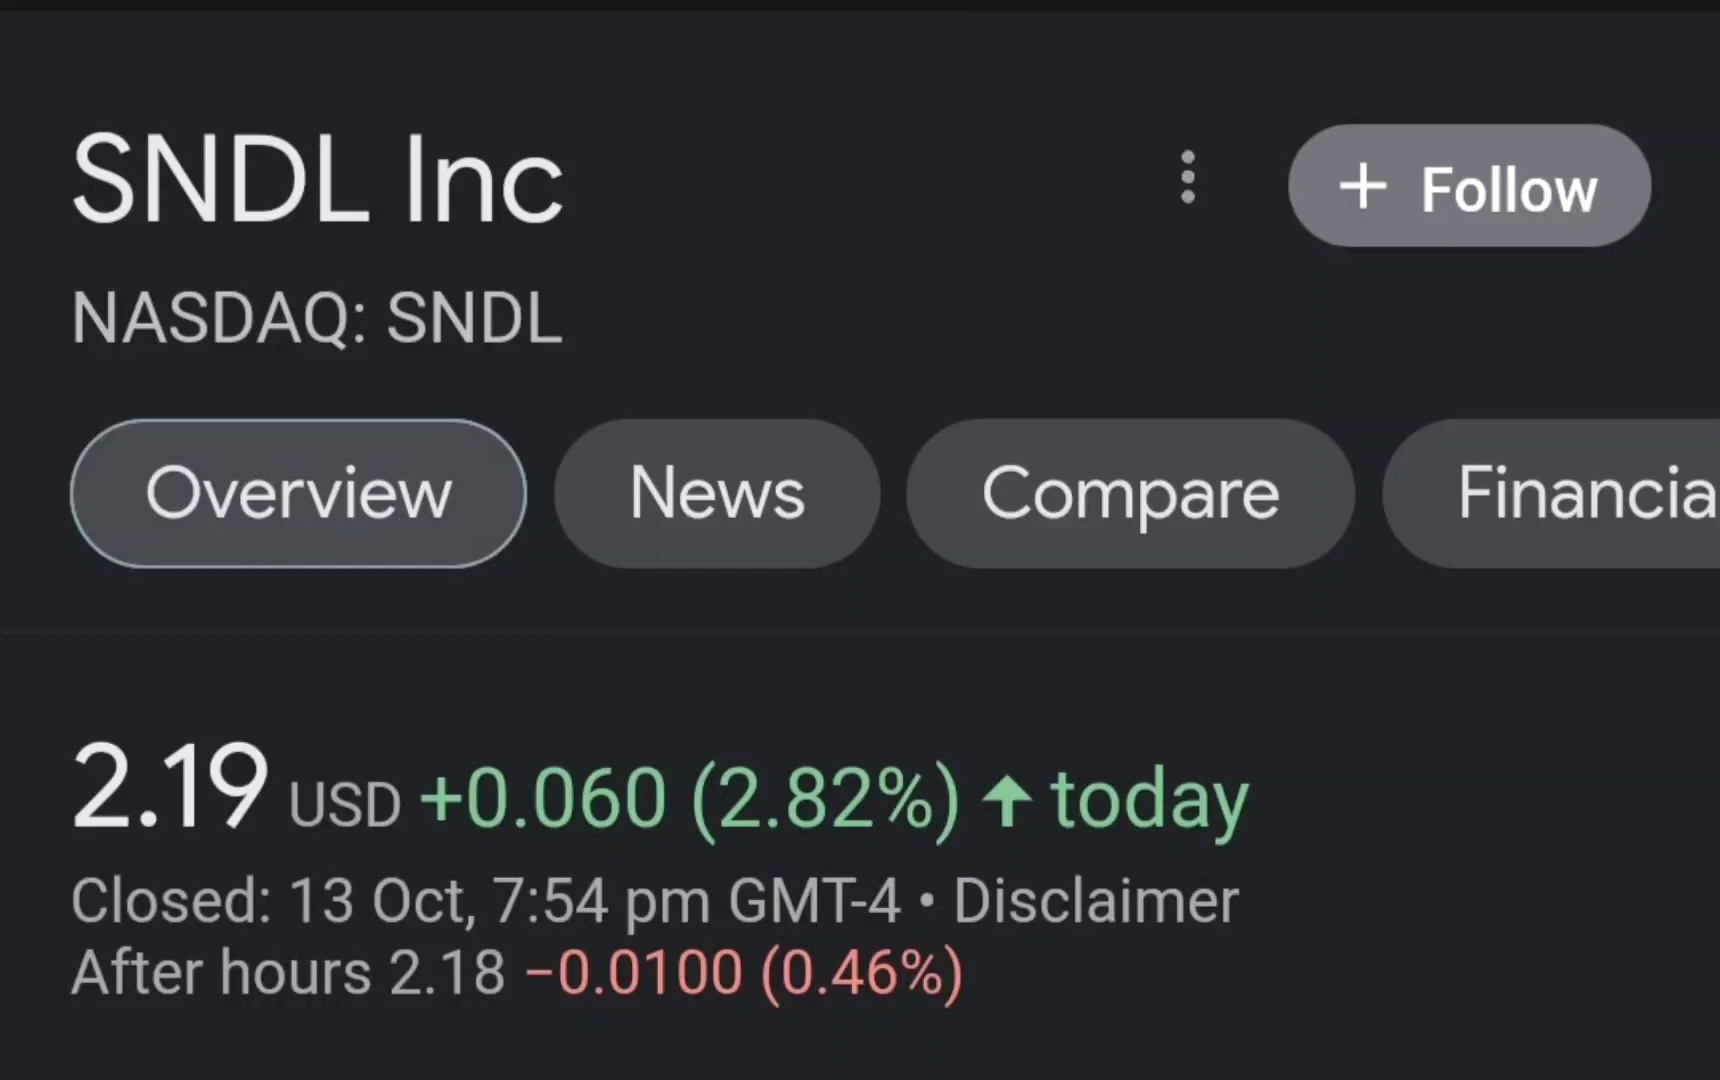 SNDL Inc
+ Follow
NASDAQ: SNDL
Overview
News
Compare
Financia
2.19 USD +0.060 (2.82%) ↑ today
Closed: 13 Oct, 7:54 pm GMT-4 • Disclaimer
After hours 2.18 −0.0100 (0.46%)